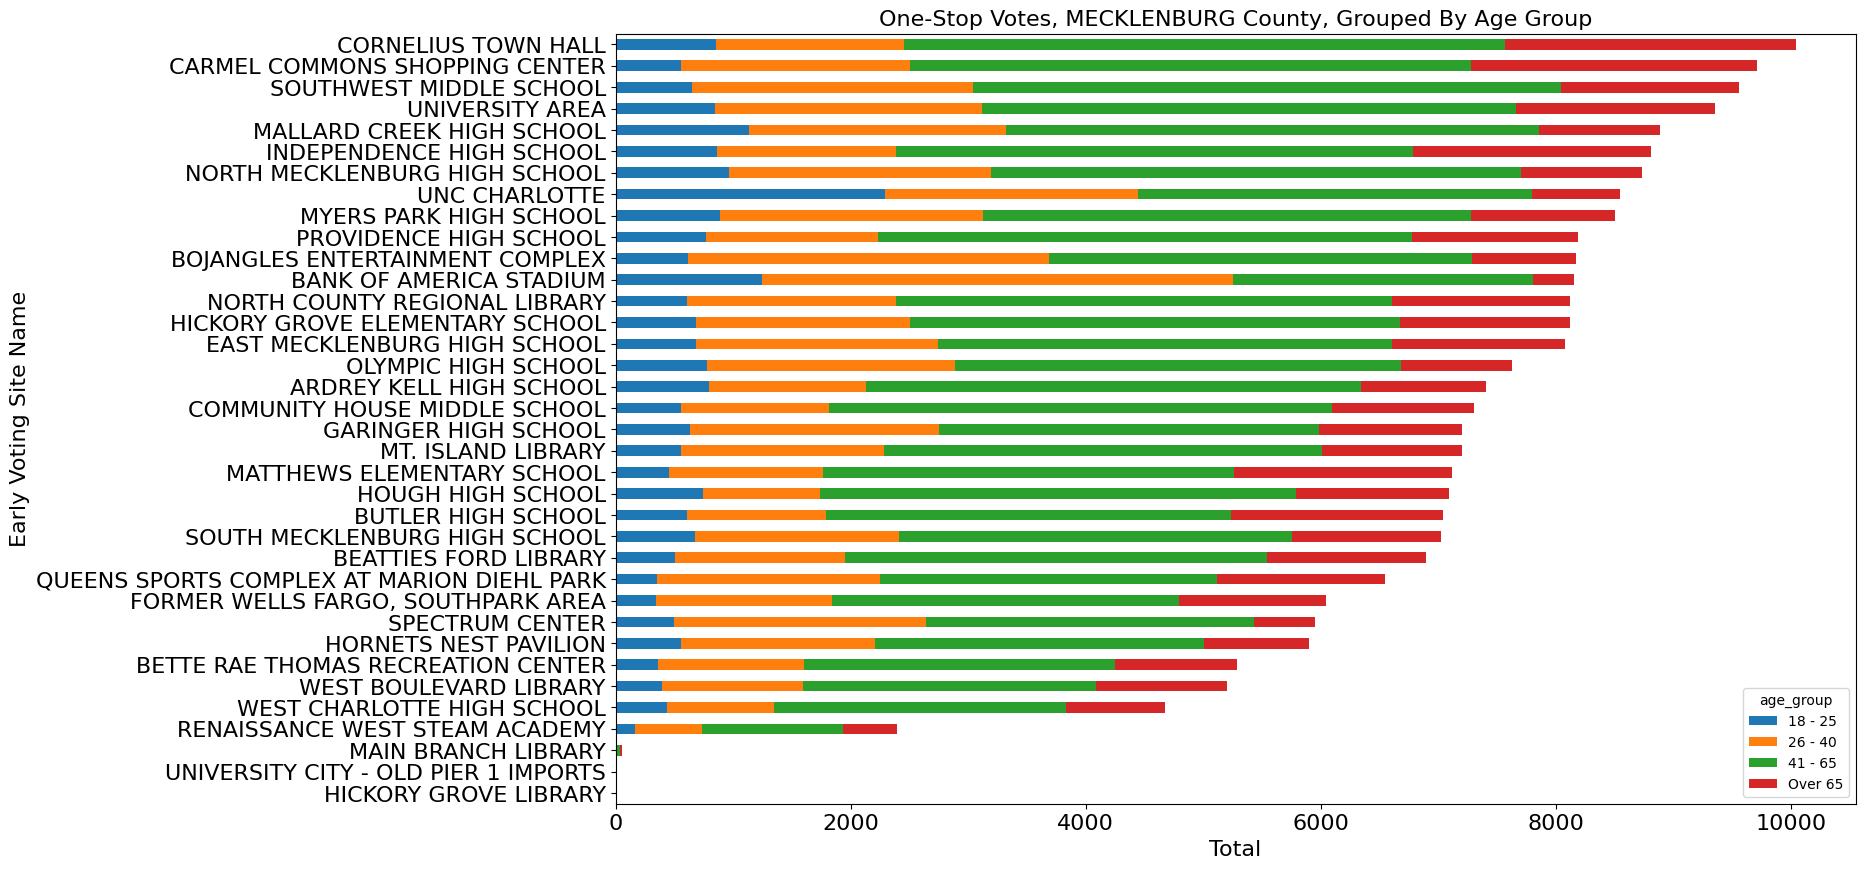 One-Stop Votes, MECKLENBURG County, Grouped By Age Group
Early Voting Site Name
CORNELIUS TOWN HALL
CARMEL COMMONS SHOPPING CENTER
SOUTHWEST MIDDLE SCHOOL
UNIVERSITY AREA
MALLARD CREEK HIGH SCHOOL
INDEPENDENCE HIGH SCHOOL
NORTH MECKLENBURG HIGH SCHOOL
UNC CHARLOTTE
MYERS PARK HIGH SCHOOL
PROVIDENCE HIGH SCHOOL
BOJANGLES ENTERTAINMENT COMPLEX
BANK OF AMERICA STADIUM
NORTH COUNTY REGIONAL LIBRARY
HICKORY GROVE ELEMENTARY SCHOOL
EAST MECKLENBURG HIGH SCHOOL
OLYMPIC HIGH SCHOOL
ARDREY KELL HIGH SCHOOL
COMMUNITY HOUSE MIDDLE SCHOOL
GARINGER HIGH SCHOOL
MT. ISLAND LIBRARY
MATTHEWS ELEMENTARY SCHOOL
HOUGH HIGH SCHOOL
BUTLER HIGH SCHOOL
SOUTH MECKLENBURG HIGH SCHOOL
BEATTIES FORD LIBRARY
QUEENS SPORTS COMPLEX AT MARION DIEHL PARK
FORMER WELLS FARGO, SOUTHPARK AREA
SPECTRUM CENTER
HORNETS NEST PAVILION
BETTE RAE THOMAS RECREATION CENTER
WEST BOULEVARD LIBRARY
WEST CHARLOTTE HIGH SCHOOL
RENAISSANCE WEST STEAM ACADEMY
MAIN BRANCH LIBRARY
UNIVERSITY CITY - OLD PIER 1 IMPORTS
HICKORY GROVE LIBRARY
age_group
18 - 25
26 - 40
41 - 65
Over 65
0 2000 4000 6000 8000 10000
Total